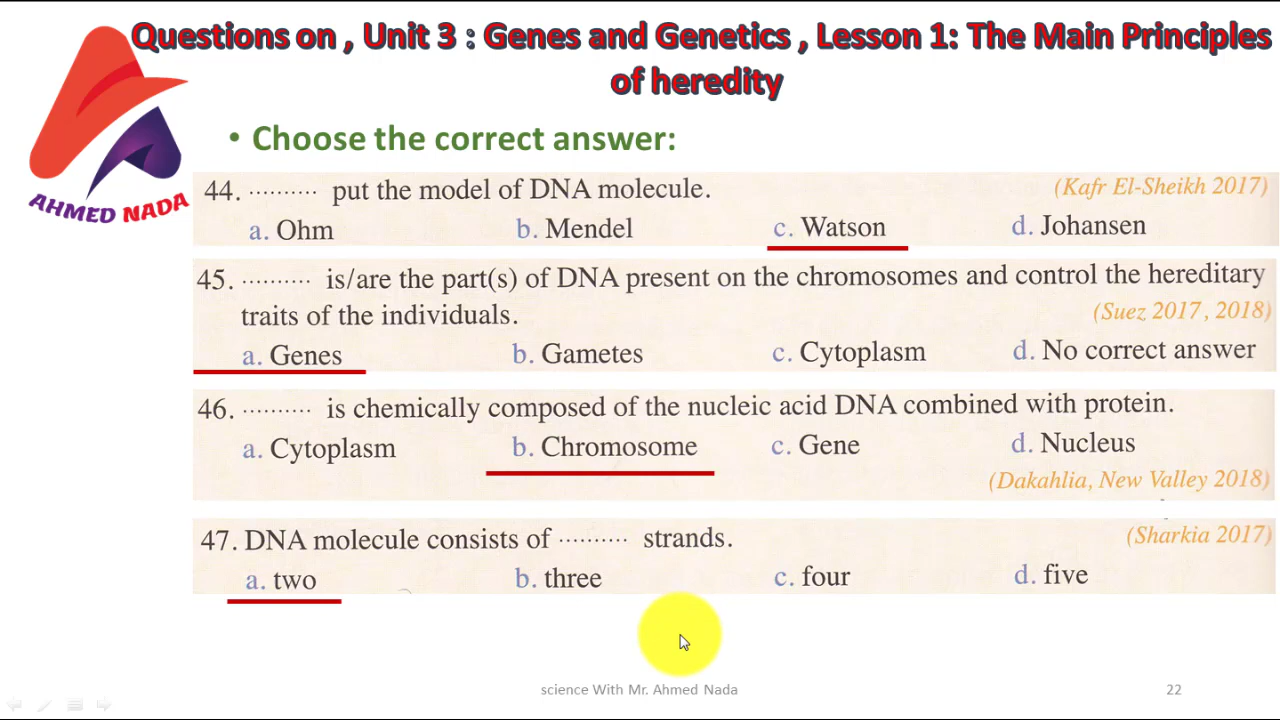 Questions on , Unit 3 : Genes and Genetics , Lesson 1: The Main Principles
of heredity
AHMED NADA
• Choose the correct answer:
44. .......... put the model of DNA molecule. (Kafr El-Sheikh 2017)
a. Ohm b. Mendel c. Watson d. Johansen
45. .......... is/are the part(s) of DNA present on the chromosomes and control the hereditary
traits of the individuals. (Suez 2017, 2018)
a. Genes b. Gametes c. Cytoplasm d. No correct answer
46. .......... is chemically composed of the nucleic acid DNA combined with protein.
a. Cytoplasm b. Chromosome c. Gene d. Nucleus
(Dakahlia, New Valley 2018)
47. DNA molecule consists of .......... strands. (Sharkia 2017)
a. two b. three c. four d. five
science With Mr. Ahmed Nada 22